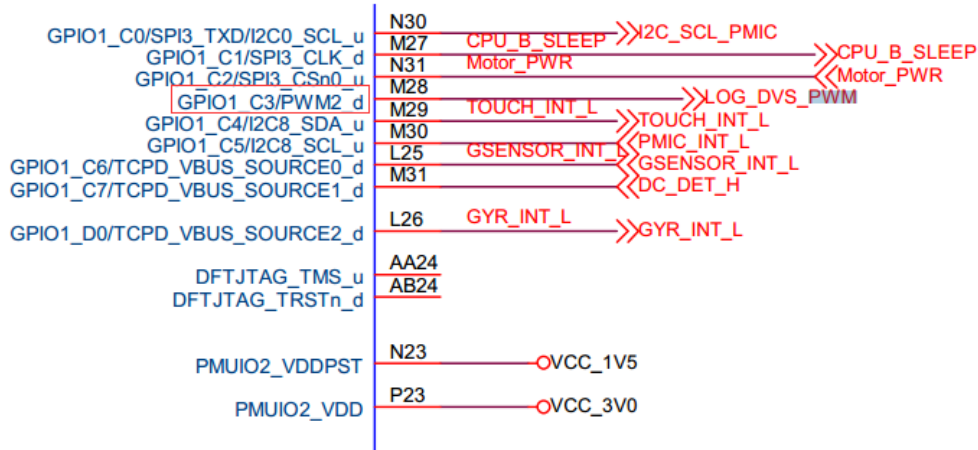 GPIO1_C0/SPI3_TXD/I2C0_SCL_u N30 I2C_SCL_PMIC
GPIO1_C1/SPI3_CLK_d M27 CPU_B_SLEEP CPU_B_SLEEP
GPIO1_C2/SPI3_CSn0_u N31 Motor_PWR Motor_PWR
GPIO1_C3/PWM2_d M28 LOG_DVS_PWM
GPIO1_C4/I2C8_SDA_u M29 TOUCH_INT_L TOUCH_INT_L
GPIO1_C5/I2C8_SCL_u M30 PMIC_INT_L
GPIO1_C6/TCPD_VBUS_SOURCE0_d L25 GSENSOR_INT_L GSENSOR_INT_L
GPIO1_C7/TCPD_VBUS_SOURCE1_d M31 DC_DET_H
GPIO1_D0/TCPD_VBUS_SOURCE2_d L26 GYR_INT_L GYR_INT_L
DFTJTAG_TMS_u AA24
DFTJTAG_TRSTn_d AB24
PMUIO2_VDDPST N23 VCC_1V5
PMUIO2_VDD P23 VCC_3V0